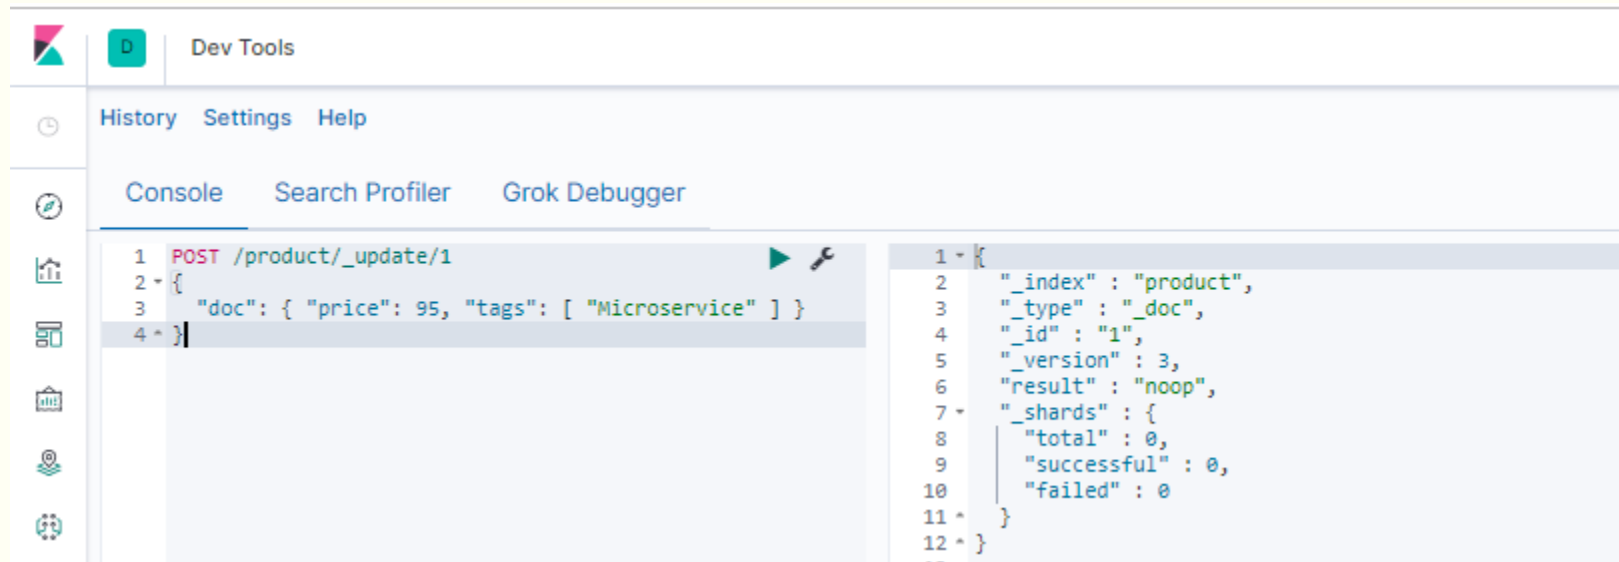 D Dev Tools
History Settings Help
Console Search Profiler Grok Debugger
1 POST /product/_update/1
2 {
3 "doc": { "price": 95, "tags": [ "Microservice" ] }
4 }
1 {
2 "_index" : "product",
3 "_type" : "_doc",
4 "_id" : "1",
5 "_version" : 3,
6 "result" : "noop",
7 "_shards" : {
8 "total" : 0,
9 "successful" : 0,
10 "failed" : 0
11 }
12 }